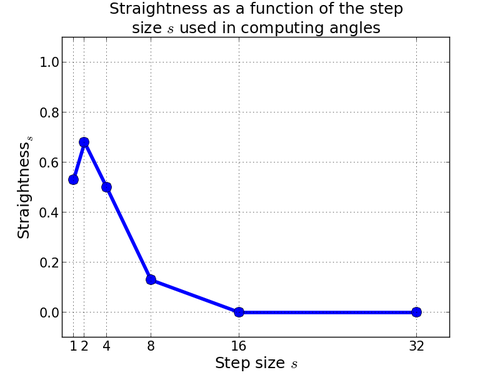 Straightness as a function of the step
size s used in computing angles
1.0
0.8
0.6
0.4
0.2
0.0
Straightness s
1 2 4 8 16 32
Step size s